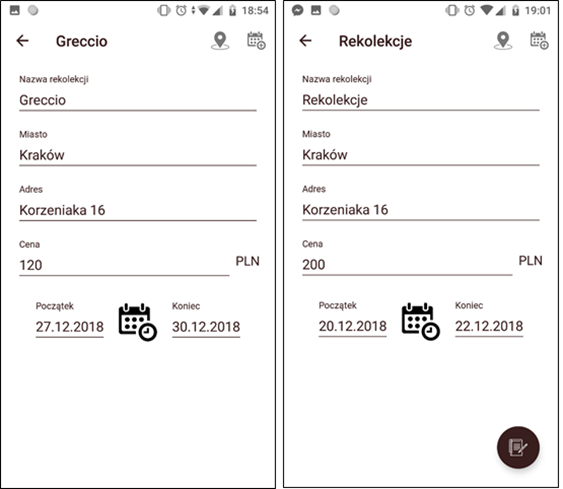 18:54
Greccio
Nazwa rekolekcji
Greccio
Miasto
Kraków
Adres
Korzeniaka 16
Cena
120 PLN
Początek Koniec
27.12.2018 30.12.2018
19:01
Rekolekcje
Nazwa rekolekcji
Rekolekcje
Miasto
Kraków
Adres
Korzeniaka 16
Cena
200 PLN
Początek Koniec
20.12.2018 22.12.2018